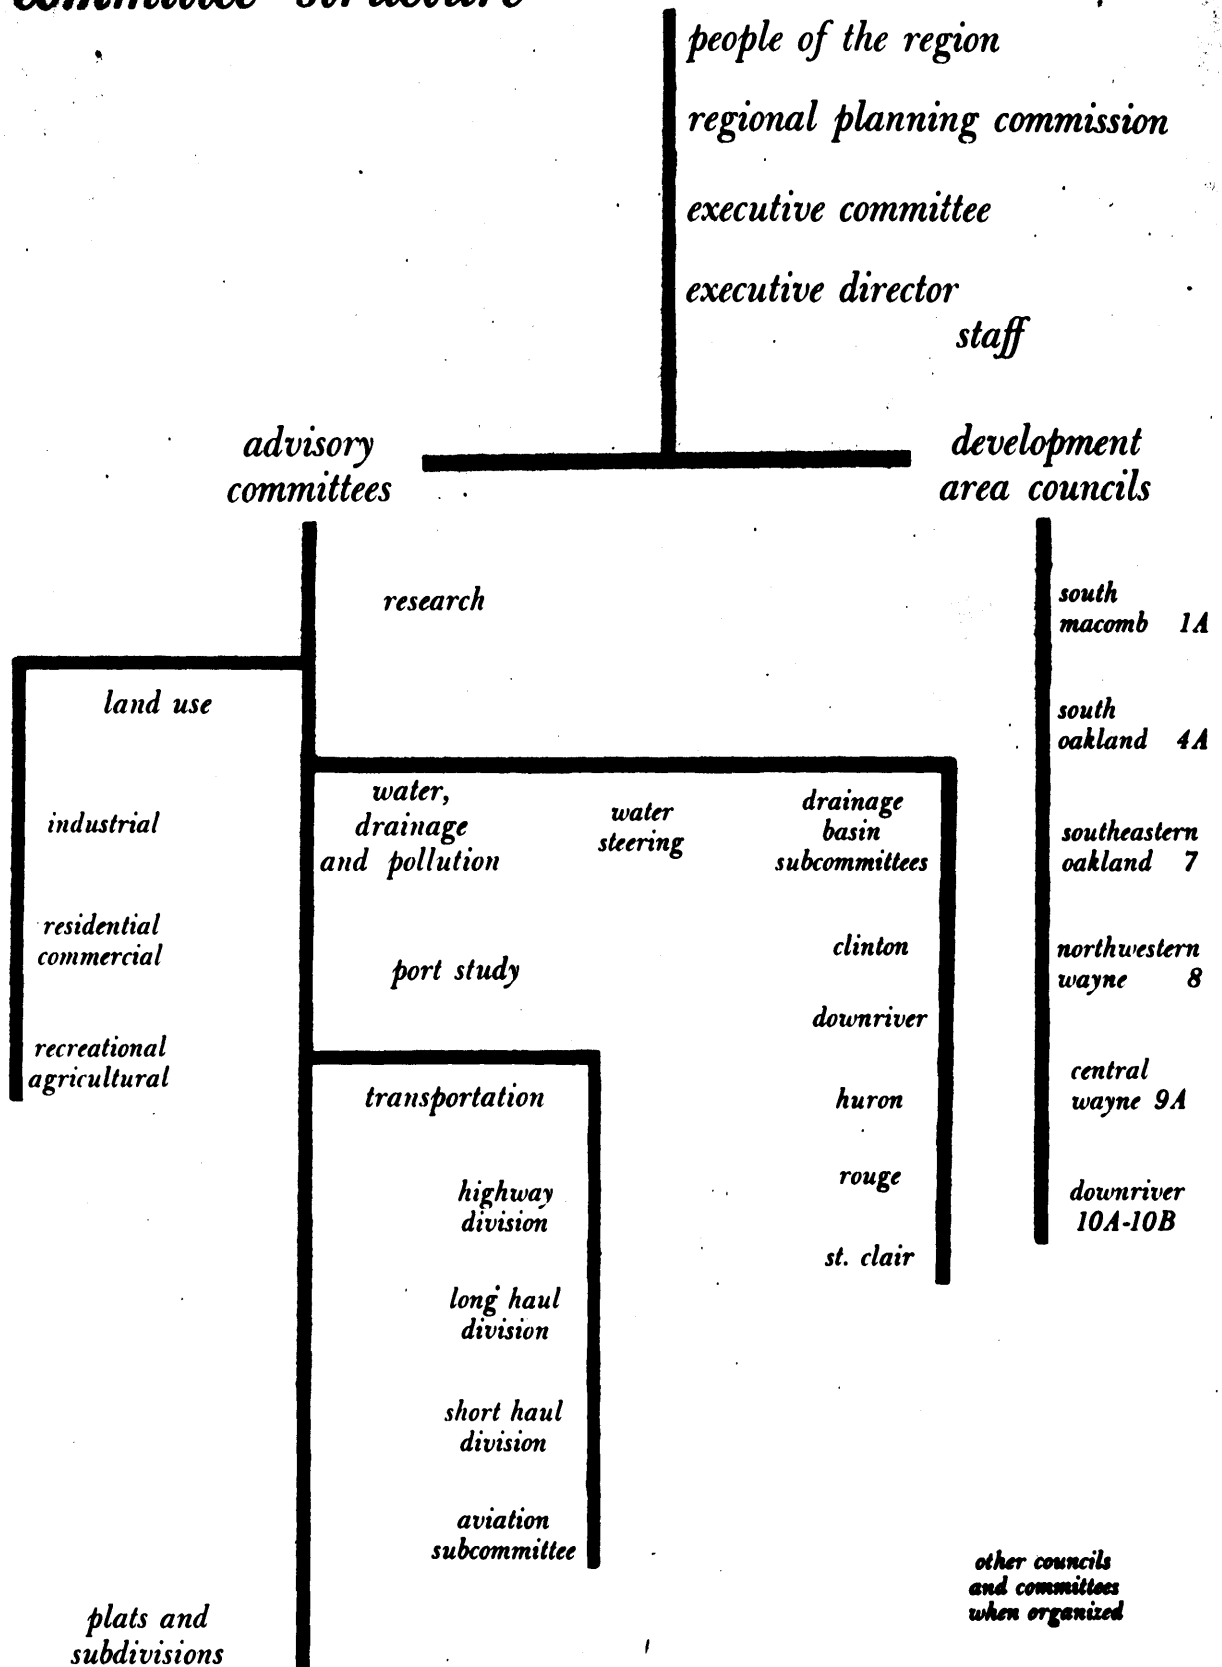 committee structure
people of the region
regional planning commission
executive committee
executive director
staff
advisory
committees
development
area councils
research
land use
industrial
residential
commercial
recreational
agricultural
water,
drainage
and pollution
water
steering
drainage
basin
subcommittees
clinton
downriver
huron
rouge
st. clair
port study
transportation
highway
division
long haul
division
short haul
division
aviation
subcommittee
plats and
subdivisions
south
macomb 1A
south
oakland 4A
southeastern
oakland 7
northwestern
wayne 8
central
wayne 9A
downriver
10A-10B
other councils
and committees
when organized